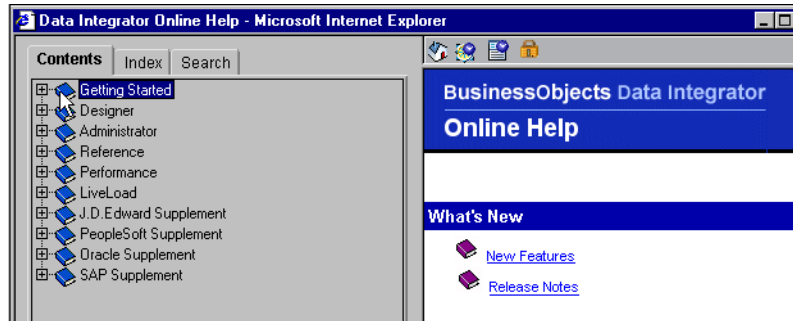 Data Integrator Online Help - Microsoft Internet Explorer
Contents Index Search
Getting Started
Designer
Administrator
Reference
Performance
LiveLoad
J.D.Edward Supplement
PeopleSoft Supplement
Oracle Supplement
SAP Supplement
BusinessObjects Data Integrator
Online Help
What's New
New Features
Release Notes